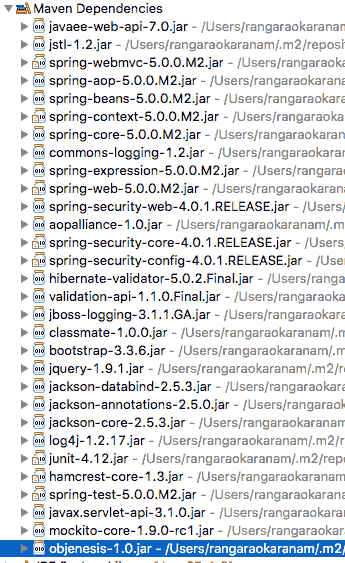 Maven Dependencies
javaee-web-api-7.0.jar - /Users/rangaraokaranam/
jstl-1.2.jar - /Users/rangaraokaranam/.m2/reposi
spring-webmvc-5.0.0.M2.jar - /Users/rangaraok
spring-aop-5.0.0.M2.jar - /Users/rangaraokarar
spring-beans-5.0.0.M2.jar - /Users/rangaraoka
spring-context-5.0.0.M2.jar - /Users/rangaraok
spring-core-5.0.0.M2.jar - /Users/rangaraokara
commons-logging-1.2.jar - /Users/rangaraokara
spring-expression-5.0.0.M2.jar - /Users/rangar
spring-web-5.0.0.M2.jar - /Users/rangaraokara
spring-security-web-4.0.1.RELEASE.jar - /Users
aopalliance-1.0.jar - /Users/rangaraokaranam/.r
spring-security-core-4.0.1.RELEASE.jar - /User
spring-security-config-4.0.1.RELEASE.jar - /Us
hibernate-validator-5.0.2.Final.jar - /Users/ran
validation-api-1.1.0.Final.jar - /Users/rangarao
jboss-logging-3.1.1.GA.jar - /Users/rangaraoka
classmate-1.0.0.jar - /Users/rangaraokaranam/
bootstrap-3.3.6.jar - /Users/rangaraokaranam/.
jquery-1.9.1.jar - /Users/rangaraokaranam/.m2/r
jackson-databind-2.5.3.jar - /Users/rangaraoka
jackson-annotations-2.5.0.jar - /Users/rangara
jackson-core-2.5.3.jar - /Users/rangaraokarana
log4j-1.2.17.jar - /Users/rangaraokaranam/.m2/
junit-4.12.jar - /Users/rangaraokaranam/.m2/re
hamcrest-core-1.3.jar - /Users/rangaraokarana
spring-test-5.0.0.M2.jar - /Users/rangaraokara
javax.servlet-api-3.1.0.jar - /Users/rangaraoka
mockito-core-1.9.0-rc1.jar - /Users/rangaraoka
objenesis-1.0.jar - /Users/rangaraokaranam/.m2/